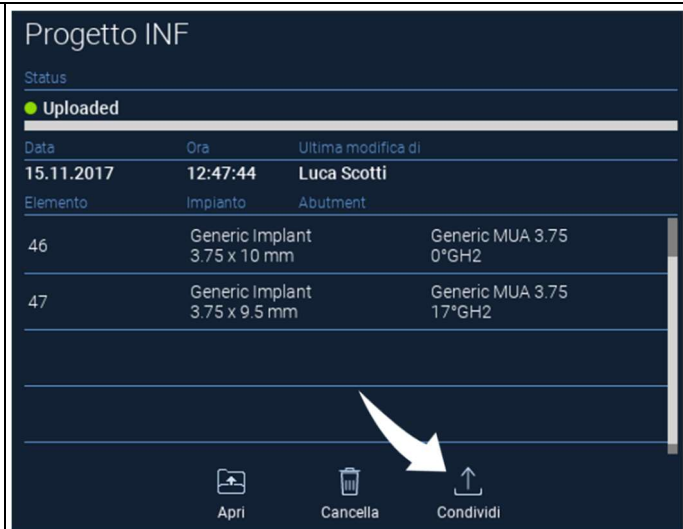 Progetto INF
Status
Uploaded
Data Ora Ultima modifica di
15.11.2017 12:47:44 Luca Scotti
Elemento Impianto Abutment
46 Generic Implant 3.75 x 10 mm Generic MUA 3.75 0°GH2
47 Generic Implant 3.75 x 9.5 mm Generic MUA 3.75 17°GH2
Apri Cancella Condividi